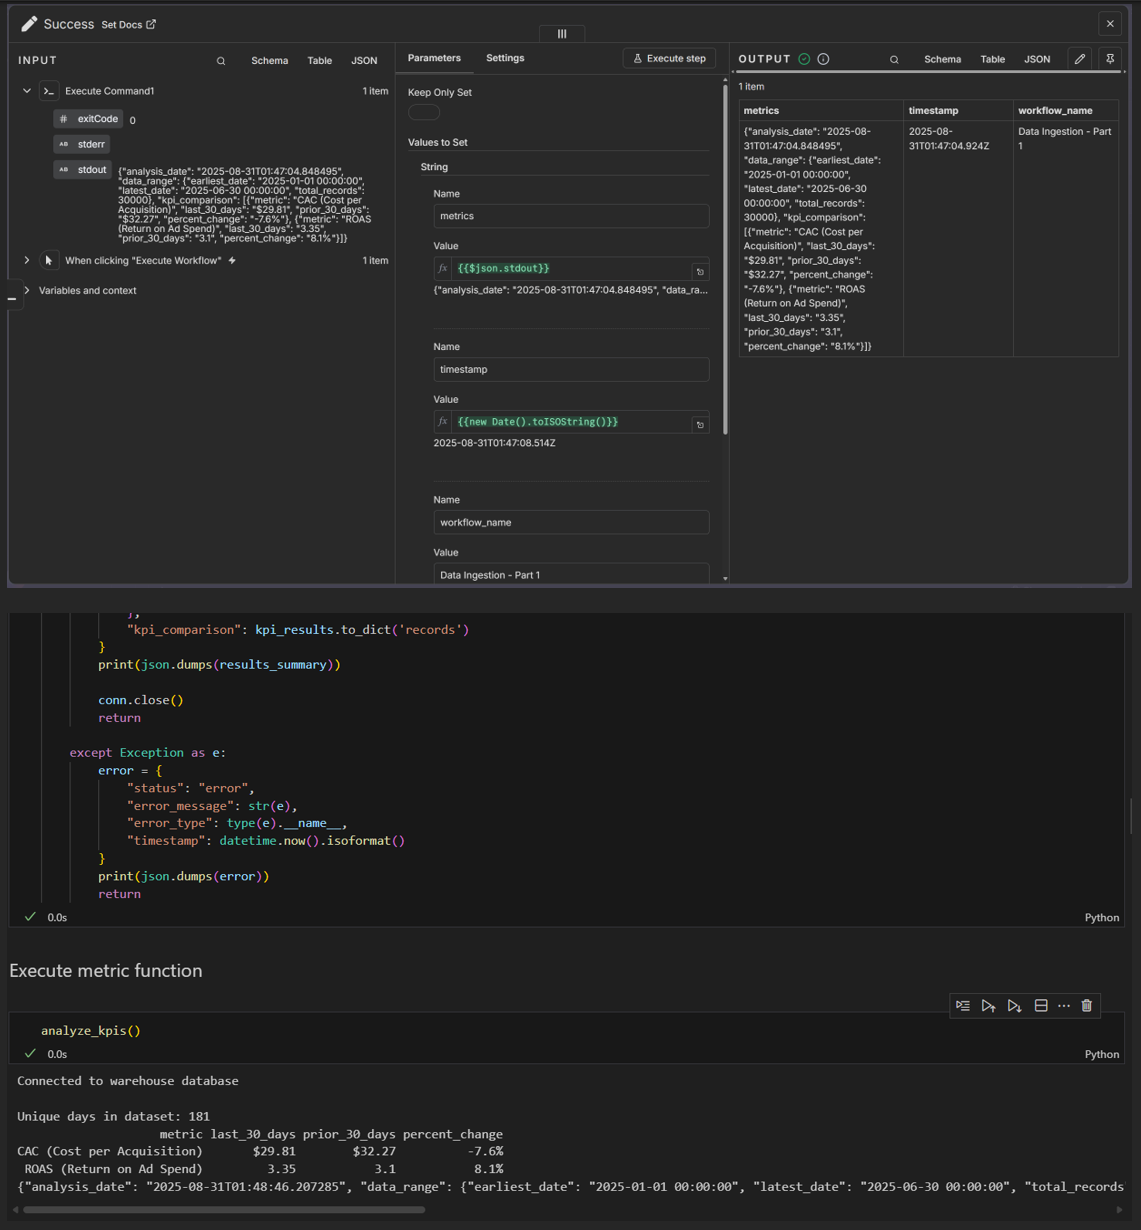 Success Set Docs
INPUT
Schema Table JSON
Execute Command1 1 item
# exitCode 0
AB stderr
AB stdout
{"analysis_date": "2025-08-31T01:47:04.848495",
"data_range": {"earliest_date": "2025-01-01 00:00:00",
"latest_date": "2025-06-30 00:00:00", "total_records":
30000}, "kpi_comparison": [{"metric": "CAC (Cost per
Acquisition)", "last_30_days": "$29.81", "prior_30_days":
"$32.27", "percent_change": "-7.6%"}, {"metric": "ROAS
(Return on Ad Spend)", "last_30_days": "3.35",
"prior_30_days": "3.1", "percent_change": "8.1%"}]}
When clicking "Execute Workflow" 1 item
Variables and context
Parameters Settings Execute step
Keep Only Set
Values to Set
String
Name
metrics
Value
fx {{$json.stdout}}
{"analysis_date": "2025-08-31T01:47:04.848495", "data_ra...
Name
timestamp
Value
fx {{new Date().toISOString()}}
2025-08-31T01:47:08.514Z
Name
workflow_name
Value
Data Ingestion - Part 1
OUTPUT
Schema Table JSON
1 item
metrics timestamp workflow_name
{"analysis_date": "2025-08-
31T01:47:04.848495",
"data_range": {"earliest_date":
"2025-01-01 00:00:00",
"latest_date": "2025-06-30
00:00:00", "total_records":
30000}, "kpi_comparison":
[{"metric": "CAC (Cost per
Acquisition)", "last_30_days":
"$29.81", "prior_30_days":
"$32.27", "percent_change":
"-7.6%"}, {"metric": "ROAS
(Return on Ad Spend)",
"last_30_days": "3.35",
"prior_30_days": "3.1",
"percent_change": "8.1%"}]}
2025-08-
31T01:47:04.924Z
Data Ingestion - Part
1
},
"kpi_comparison": kpi_results.to_dict('records')
}
print(json.dumps(results_summary))
conn.close()
return
except Exception as e:
error = {
"status": "error",
"error_message": str(e),
"error_type": type(e).__name__,
"timestamp": datetime.now().isoformat()
}
print(json.dumps(error))
return
0.0s Python
Execute metric function
analyze_kpis()
0.0s Python
Connected to warehouse database
Unique days in dataset: 181
metric last_30_days prior_30_days percent_change
CAC (Cost per Acquisition) $29.81 $32.27 -7.6%
ROAS (Return on Ad Spend) 3.35 3.1 8.1%
{"analysis_date": "2025-08-31T01:48:46.207285", "data_range": {"earliest_date": "2025-01-01 00:00:00", "latest_date": "2025-06-30 00:00:00", "total_records